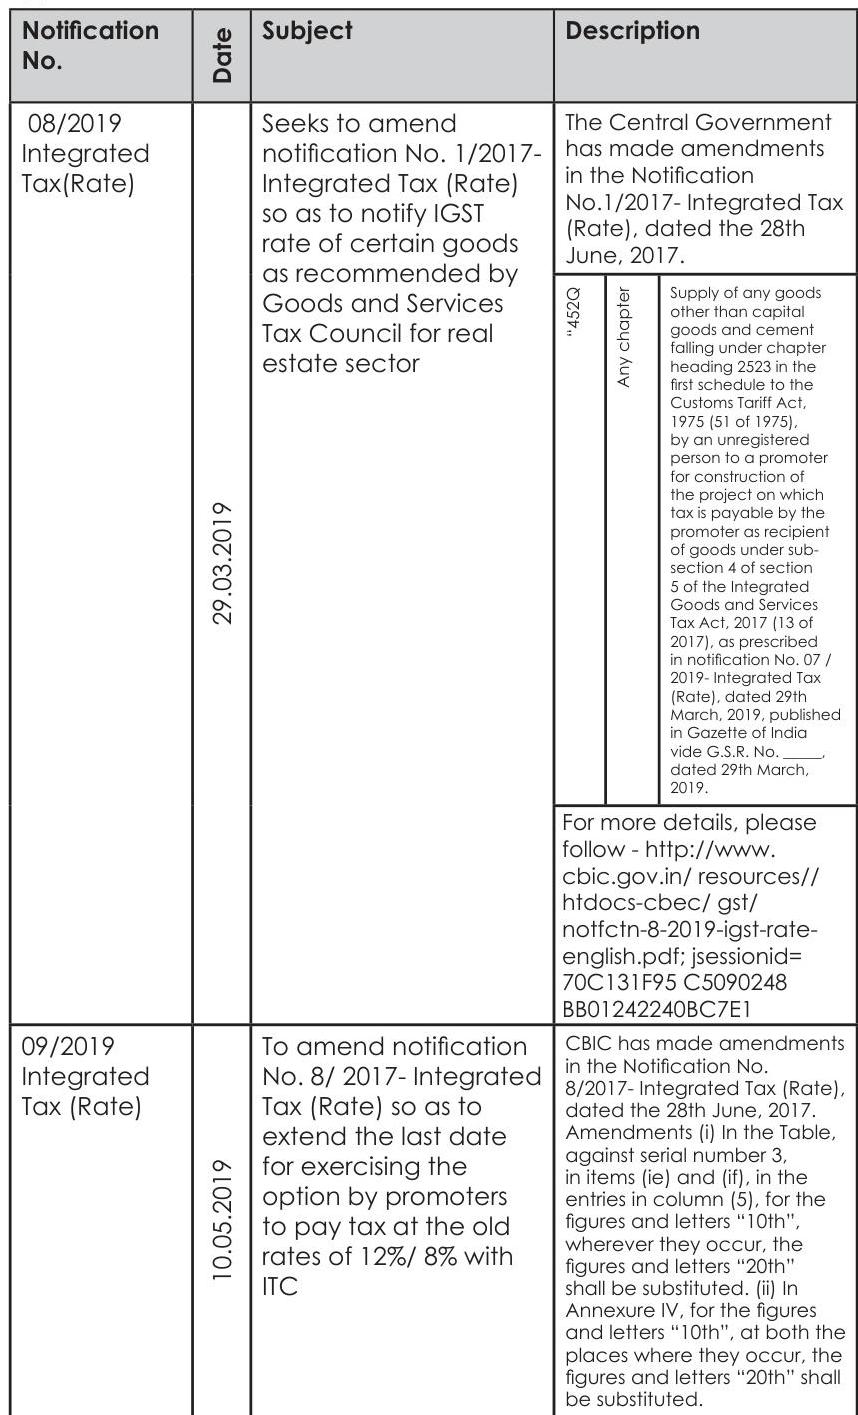 Notification
No.
Date
Subject
Description
08/2019
Integrated
Tax(Rate)
29.03.2019
Seeks to amend
notification No. 1/2017-
Integrated Tax (Rate)
so as to notify IGST
rate of certain goods
as recommended by
Goods and Services
Tax Council for real
estate sector
The Central Government
has made amendments
in the Notification
No.1/2017- Integrated Tax
(Rate), dated the 28th
June, 2017.
“452Q
Any chapter
Supply of any goods
other than capital
goods and cement
falling under chapter
heading 2523 in the
first schedule to the
Customs Tariff Act,
1975 (51 of 1975),
by an unregistered
person to a promoter
for construction of
the project on which
tax is payable by the
promoter as recipient
of goods under sub-
section 4 of section
5 of the Integrated
Goods and Services
Tax Act, 2017 (13 of
2017), as prescribed
in notification No. 07 /
2019- Integrated Tax
(Rate), dated 29th
March, 2019, published
in Gazette of India
vide G.S.R. No. _____,
dated 29th March,
2019.
For more details, please
follow - http://www.
cbic.gov.in/ resources//
htdocs-cbec/ gst/
notfctn-8-2019-igst-rate-
english.pdf; jsessionid=
70C131F95 C5090248
BB01242240BC7E1
09/2019
Integrated
Tax (Rate)
10.05.2019
To amend notification
No. 8/ 2017- Integrated
Tax (Rate) so as to
extend the last date
for exercising the
option by promoters
to pay tax at the old
rates of 12%/ 8% with
ITC
CBIC has made amendments
in the Notification No.
8/2017- Integrated Tax (Rate),
dated the 28th June, 2017.
Amendments (i) In the Table,
against serial number 3,
in items (ie) and (if), in the
entries in column (5), for the
figures and letters “10th”,
wherever they occur, the
figures and letters “20th”
shall be substituted. (ii) In
Annexure IV, for the figures
and letters “10th”, at both the
places where they occur, the
figures and letters “20th” shall
be substituted.